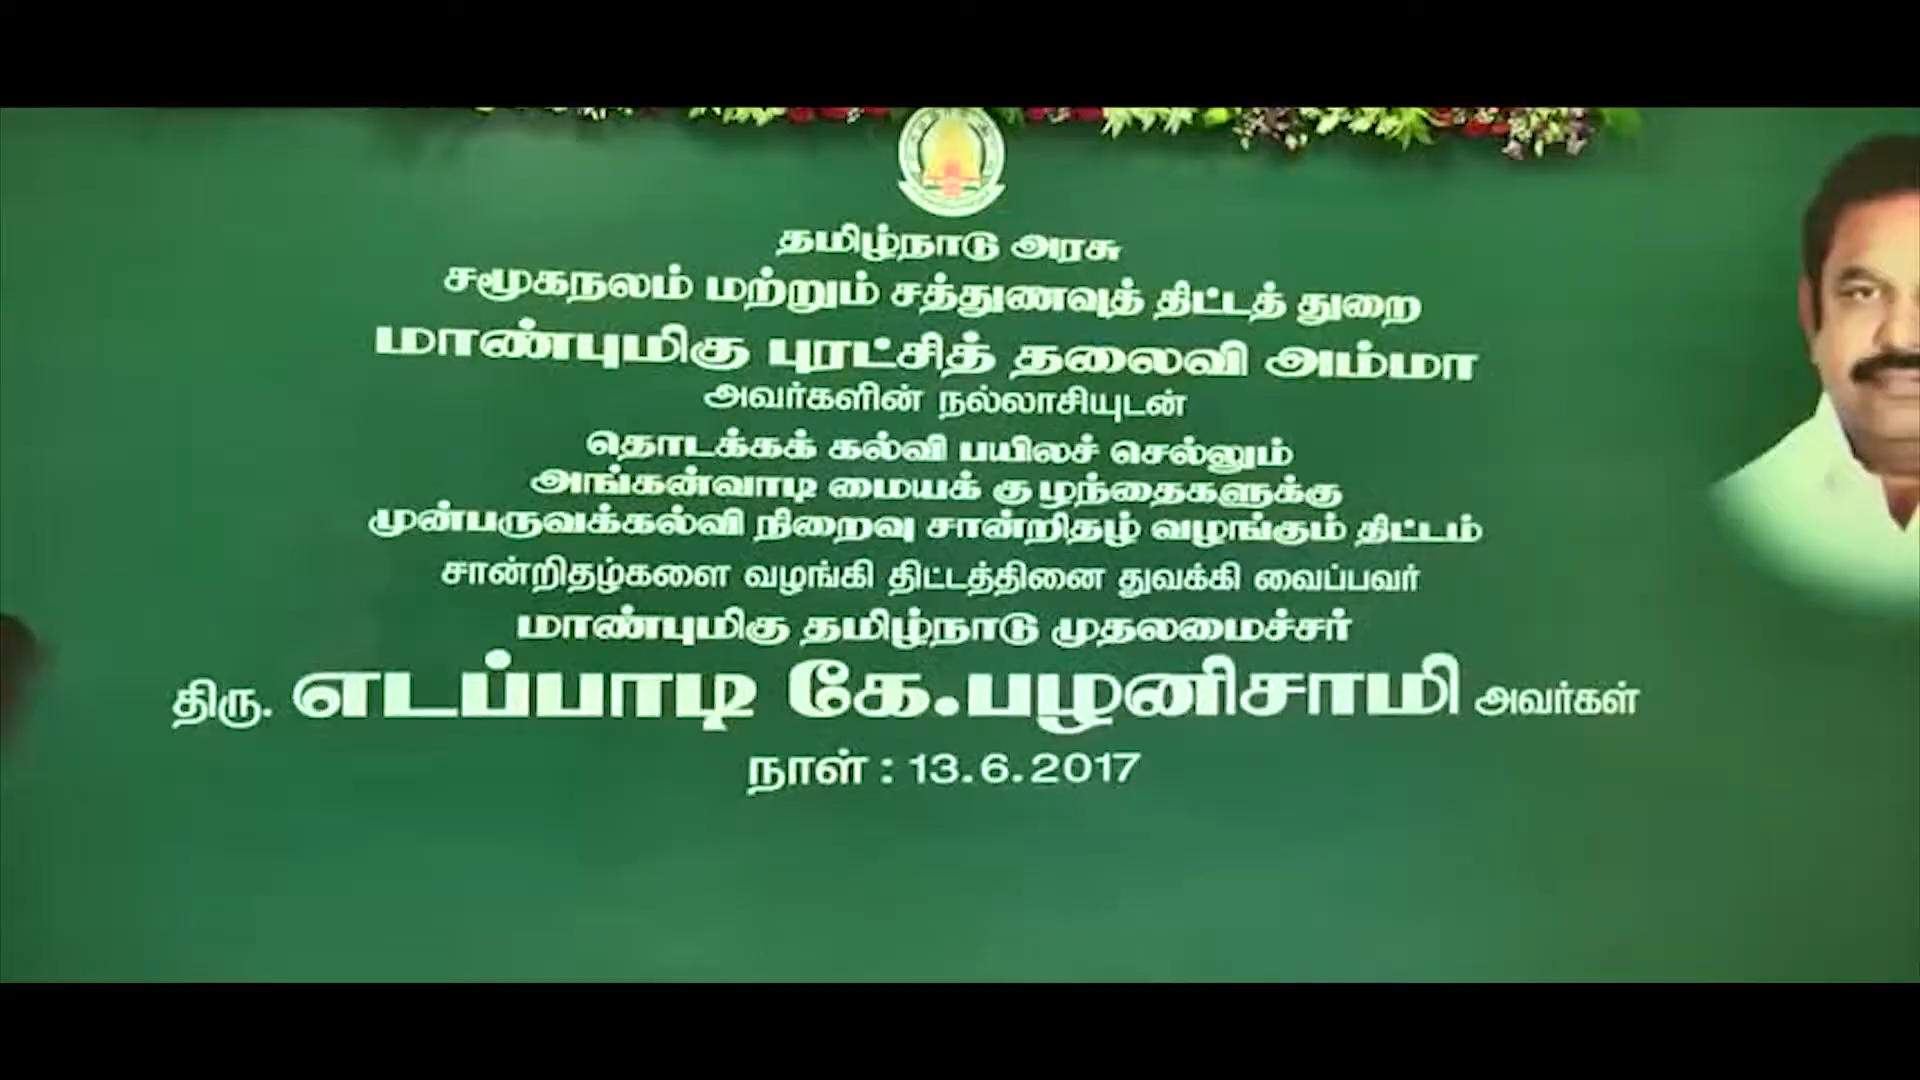 தமிழ்நாடு அரசு
சமூகநலம் மற்றும் சத்துணவுத் திட்டத் துறை
மாண்புமிகு புரட்சித் தலைவி அம்மா
அவர்களின் நல்லாசியுடன்
தொடக்கக் கல்வி பயிலச் செல்லும்
அங்கன்வாடி மையக் குழந்தைகளுக்கு
முன்பருவக்கல்வி நிறைவு சான்றிதழ் வழங்கும் திட்டம்
சான்றிதழ்களை வழங்கி திட்டத்தினை துவக்கி வைப்பவர்
மாண்புமிகு தமிழ்நாடு முதலமைச்சர்
திரு. எடப்பாடி கே.பழனிசாமி அவர்கள்
நாள் : 13.6.2017